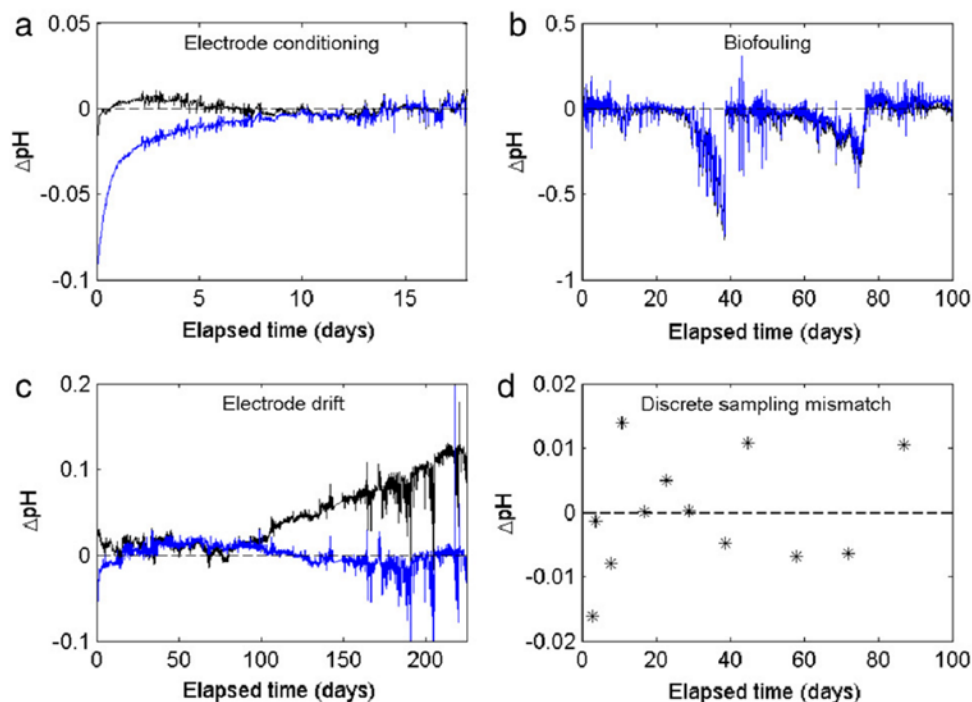 a
Electrode conditioning
0.05
0
-0.05
-0.1
ΔpH
0 5 10 15
Elapsed time (days)
b
Biofouling
0.5
0
-0.5
-1
ΔpH
0 20 40 60 80 100
Elapsed time (days)
c
Electrode drift
0.2
0.1
0
-0.1
ΔpH
0 50 100 150 200
Elapsed time (days)
d
Discrete sampling mismatch
0.02
0.01
0
-0.01
-0.02
ΔpH
0 20 40 60 80 100
Elapsed time (days)